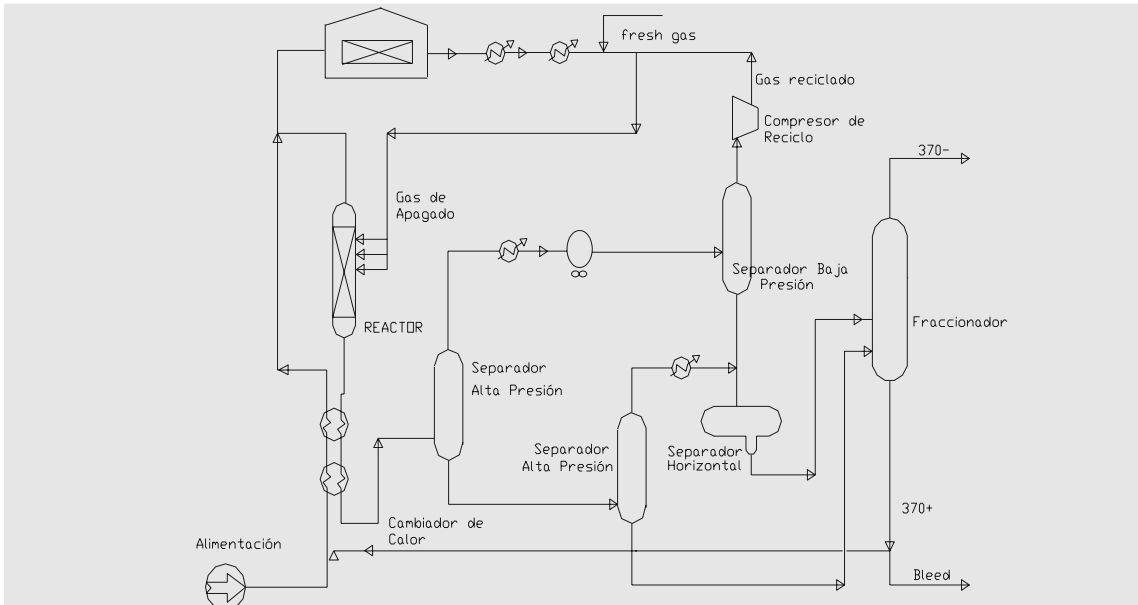 fresh gas
Gas reciclado
Compresor de
Reciclo
370-
Gas de
Apagado
Separador Baja
Presión
REACTOR
Fraccionador
Separador
Alta Presión
Separador
Alta Presión
Separador
Horizontal
370+
Cambiador de
Calor
Alimentación
Bleed